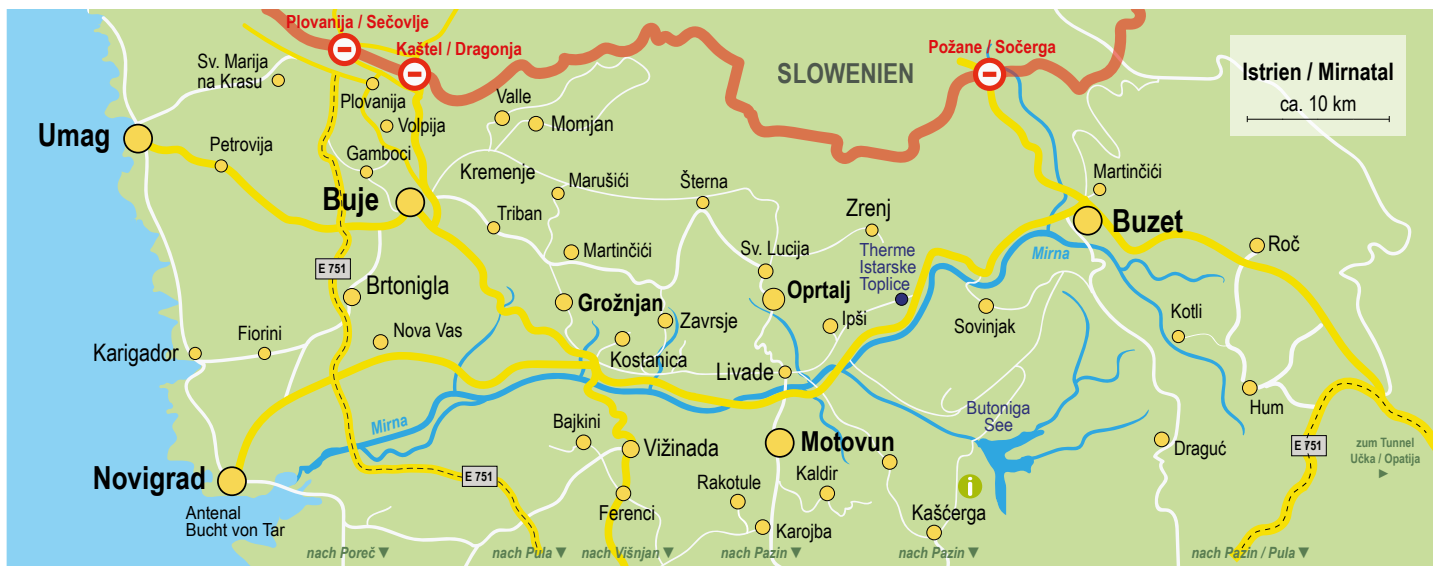 Plovanija / Sečovlje
Kaštel / Dragonja
Požane / Sočerga
SLOWENIEN
Istrien / Mirnatal
ca. 10 km
Sv. Marija
na Krasu
Plovanija
Valle
Volpija
Momjan
Umag
Petrovija
Gamboci
Kremenje
Marušići
Šterna
Martinčići
Buje
Triban
Zrenj
Buzet
Martinčići
Sv. Lucija
Therme
Istarske
Toplice
Mirna
Roč
E 751
Brtonigla
Grožnjan
Oprtalj
Zavrsje
Ipši
Sovinjak
Kotli
Fiorini
Nova Vas
Karigador
Kostanica
Livade
Hum
Mirna
Bajkini
Butoniga
See
Vižinada
Motovun
Draguć
E 751
zum Tunnel
Učka / Opatija
Novigrad
E 751
Rakotule
Kaldir
i
Antenal
Bucht von Tar
Ferenci
Karojba
Kašćerga
nach Poreč
nach Pula
nach Višnjan
nach Pazin
nach Pazin
nach Pazin / Pula